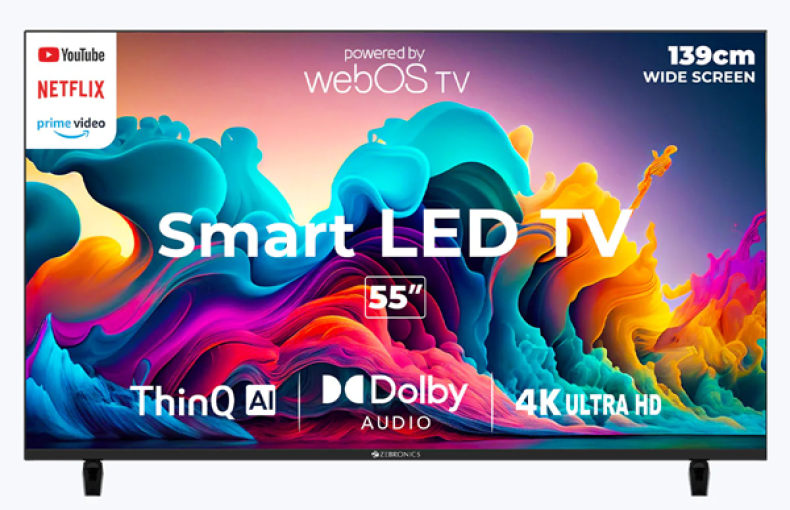 YouTube
NETFLIX
prime video
powered by
webOS TV
139cm
WIDE SCREEN
Smart LED TV
55"
ThinQ AI
Dolby
AUDIO
4K ULTRA HD
ZEBRONICS